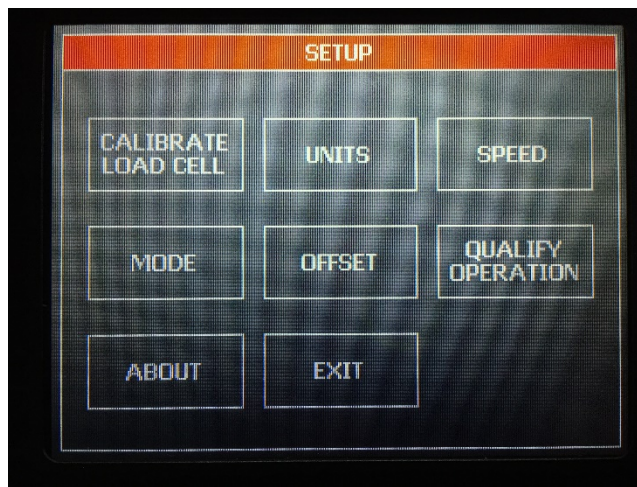 SETUP
CALIBRATE
LOAD CELL
UNITS
SPEED
MODE
OFFSET
QUALIFY
OPERATION
ABOUT
EXIT